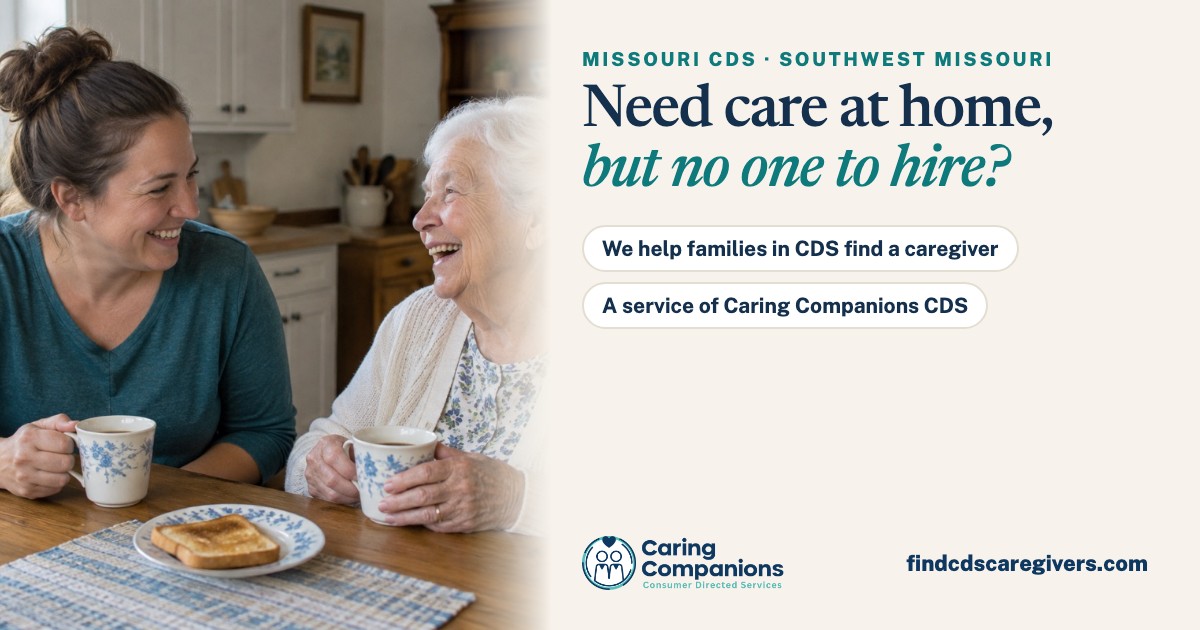 MISSOURI CDS · SOUTHWEST MISSOURI
Need care at home,
but no one to hire?
We help families in CDS find a caregiver
A service of Caring Companions CDS
Caring
Companions
Consumer Directed Services
findcdscaregivers.com